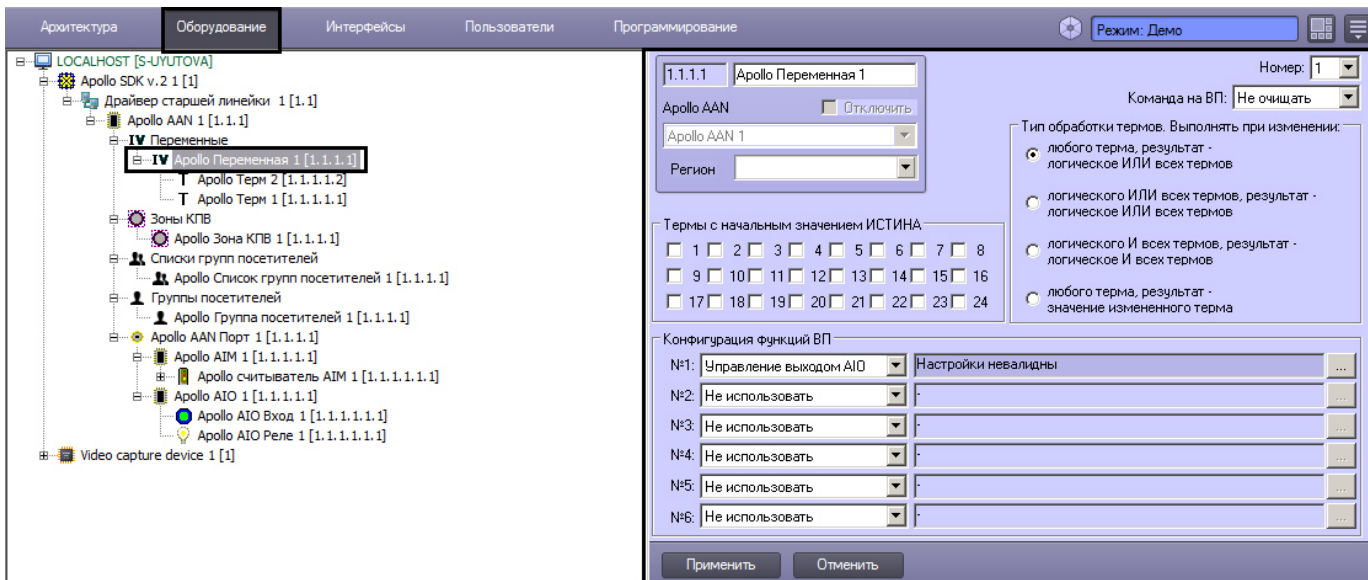 Архитектура Оборудование Интерфейсы Пользователи Программирование Режим: Демо
LOCALHOST [S-UYUTOVA]
Apollo SDK v.2 1 [1]
Драйвер старшей линейки 1 [1.1]
Apollo AAN 1 [1.1.1]
IV Переменные
IV Apollo Переменная 1 [1.1.1.1]
T Apollo Терм 2 [1.1.1.1.2]
T Apollo Терм 1 [1.1.1.1.1]
Зоны КПВ
Apollo Зона КПВ 1 [1.1.1.1]
Списки групп посетителей
Apollo Список групп посетителей 1 [1.1.1.1]
Группы посетителей
Apollo Группа посетителей 1 [1.1.1.1]
Apollo AAN Порт 1 [1.1.1.1]
Apollo AIM 1 [1.1.1.1.1]
Apollo считыватель AIM 1 [1.1.1.1.1.1]
Apollo AIO 1 [1.1.1.1.1]
Apollo AIO Вход 1 [1.1.1.1.1.1]
Apollo AIO Реле 1 [1.1.1.1.1.1]
Video capture device 1 [1]
1.1.1.1 Apollo Переменная 1
Apollo AAN Отключить
Apollo AAN 1
Регион
Номер: 1
Команда на ВП: Не очищать
Тип обработки термов. Выполнять при изменении:
любого терма, результат -
логическое ИЛИ всех термов
логического ИЛИ всех термов, результат -
логическое ИЛИ всех термов
логического И всех термов, результат -
логическое И всех термов
любого терма, результат -
значение измененного терма
Термы с начальным значением ИСТИНА
1 2 3 4 5 6 7 8
9 10 11 12 13 14 15 16
17 18 19 20 21 22 23 24
Конфигурация функций ВП
№1: Управление выходом AIO Настройки невалидны ...
№2: Не использовать - ...
№3: Не использовать - ...
№4: Не использовать - ...
№5: Не использовать - ...
№6: Не использовать - ...
Применить Отменить